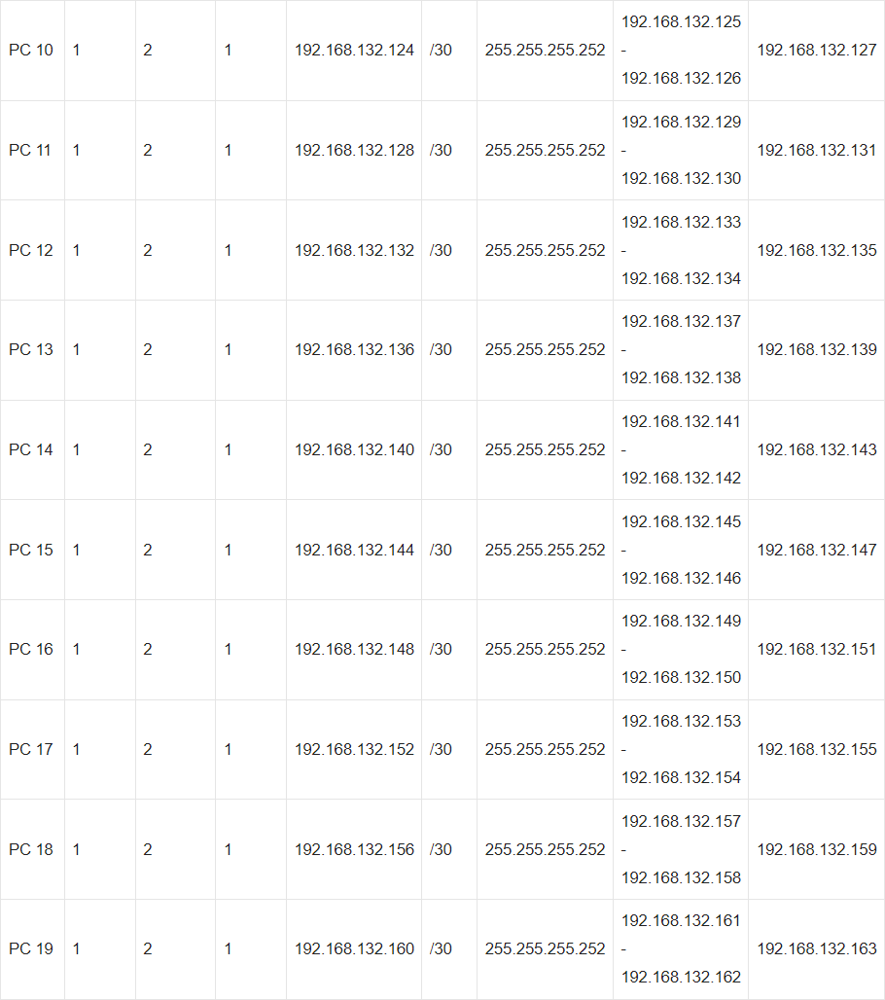 PC 10 1 2 1 192.168.132.124 /30 255.255.255.252 192.168.132.125 - 192.168.132.126 192.168.132.127
PC 11 1 2 1 192.168.132.128 /30 255.255.255.252 192.168.132.129 - 192.168.132.130 192.168.132.131
PC 12 1 2 1 192.168.132.132 /30 255.255.255.252 192.168.132.133 - 192.168.132.134 192.168.132.135
PC 13 1 2 1 192.168.132.136 /30 255.255.255.252 192.168.132.137 - 192.168.132.138 192.168.132.139
PC 14 1 2 1 192.168.132.140 /30 255.255.255.252 192.168.132.141 - 192.168.132.142 192.168.132.143
PC 15 1 2 1 192.168.132.144 /30 255.255.255.252 192.168.132.145 - 192.168.132.146 192.168.132.147
PC 16 1 2 1 192.168.132.148 /30 255.255.255.252 192.168.132.149 - 192.168.132.150 192.168.132.151
PC 17 1 2 1 192.168.132.152 /30 255.255.255.252 192.168.132.153 - 192.168.132.154 192.168.132.155
PC 18 1 2 1 192.168.132.156 /30 255.255.255.252 192.168.132.157 - 192.168.132.158 192.168.132.159
PC 19 1 2 1 192.168.132.160 /30 255.255.255.252 192.168.132.161 - 192.168.132.162 192.168.132.163